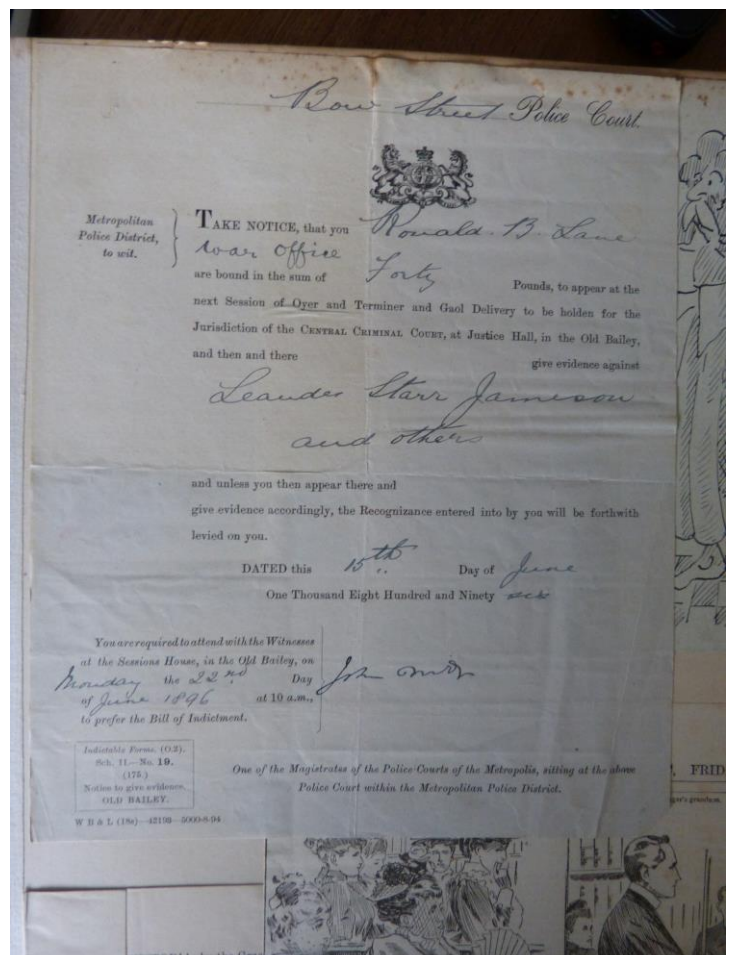 Bow Street Police Court.
Metropolitan
Police District,
to wit.
TAKE NOTICE, that you Ronald. B. Lane
War Office
are bound in the sum of Forty Pounds, to appear at the
next Session of Oyer and Terminer and Gaol Delivery to be holden for the
Jurisdiction of the CENTRAL CRIMINAL COURT, at Justice Hall, in the Old Bailey,
and then and there give evidence against
Leander Starr Jameson
and others
and unless you then appear there and
give evidence accordingly, the Recognizance entered into by you will be forthwith
levied on you.
DATED this 15th Day of June
One Thousand Eight Hundred and Ninety six
You are required to attend with the Witnesses
at the Sessions House, in the Old Bailey, on
Monday the 22nd Day
of June 1896 at 10 a.m.,
to prefer the Bill of Indictment.
John
Indictable Forms. (O.2).
Sch. 11.—No. 19.
(175.)
Notice to give evidence,
OLD BAILEY.
One of the Magistrates of the Police Courts of the Metropolis, sitting at the above
Police Court within the Metropolitan Police District.
W B & L (18s)—42193—5000-8-94
FRID